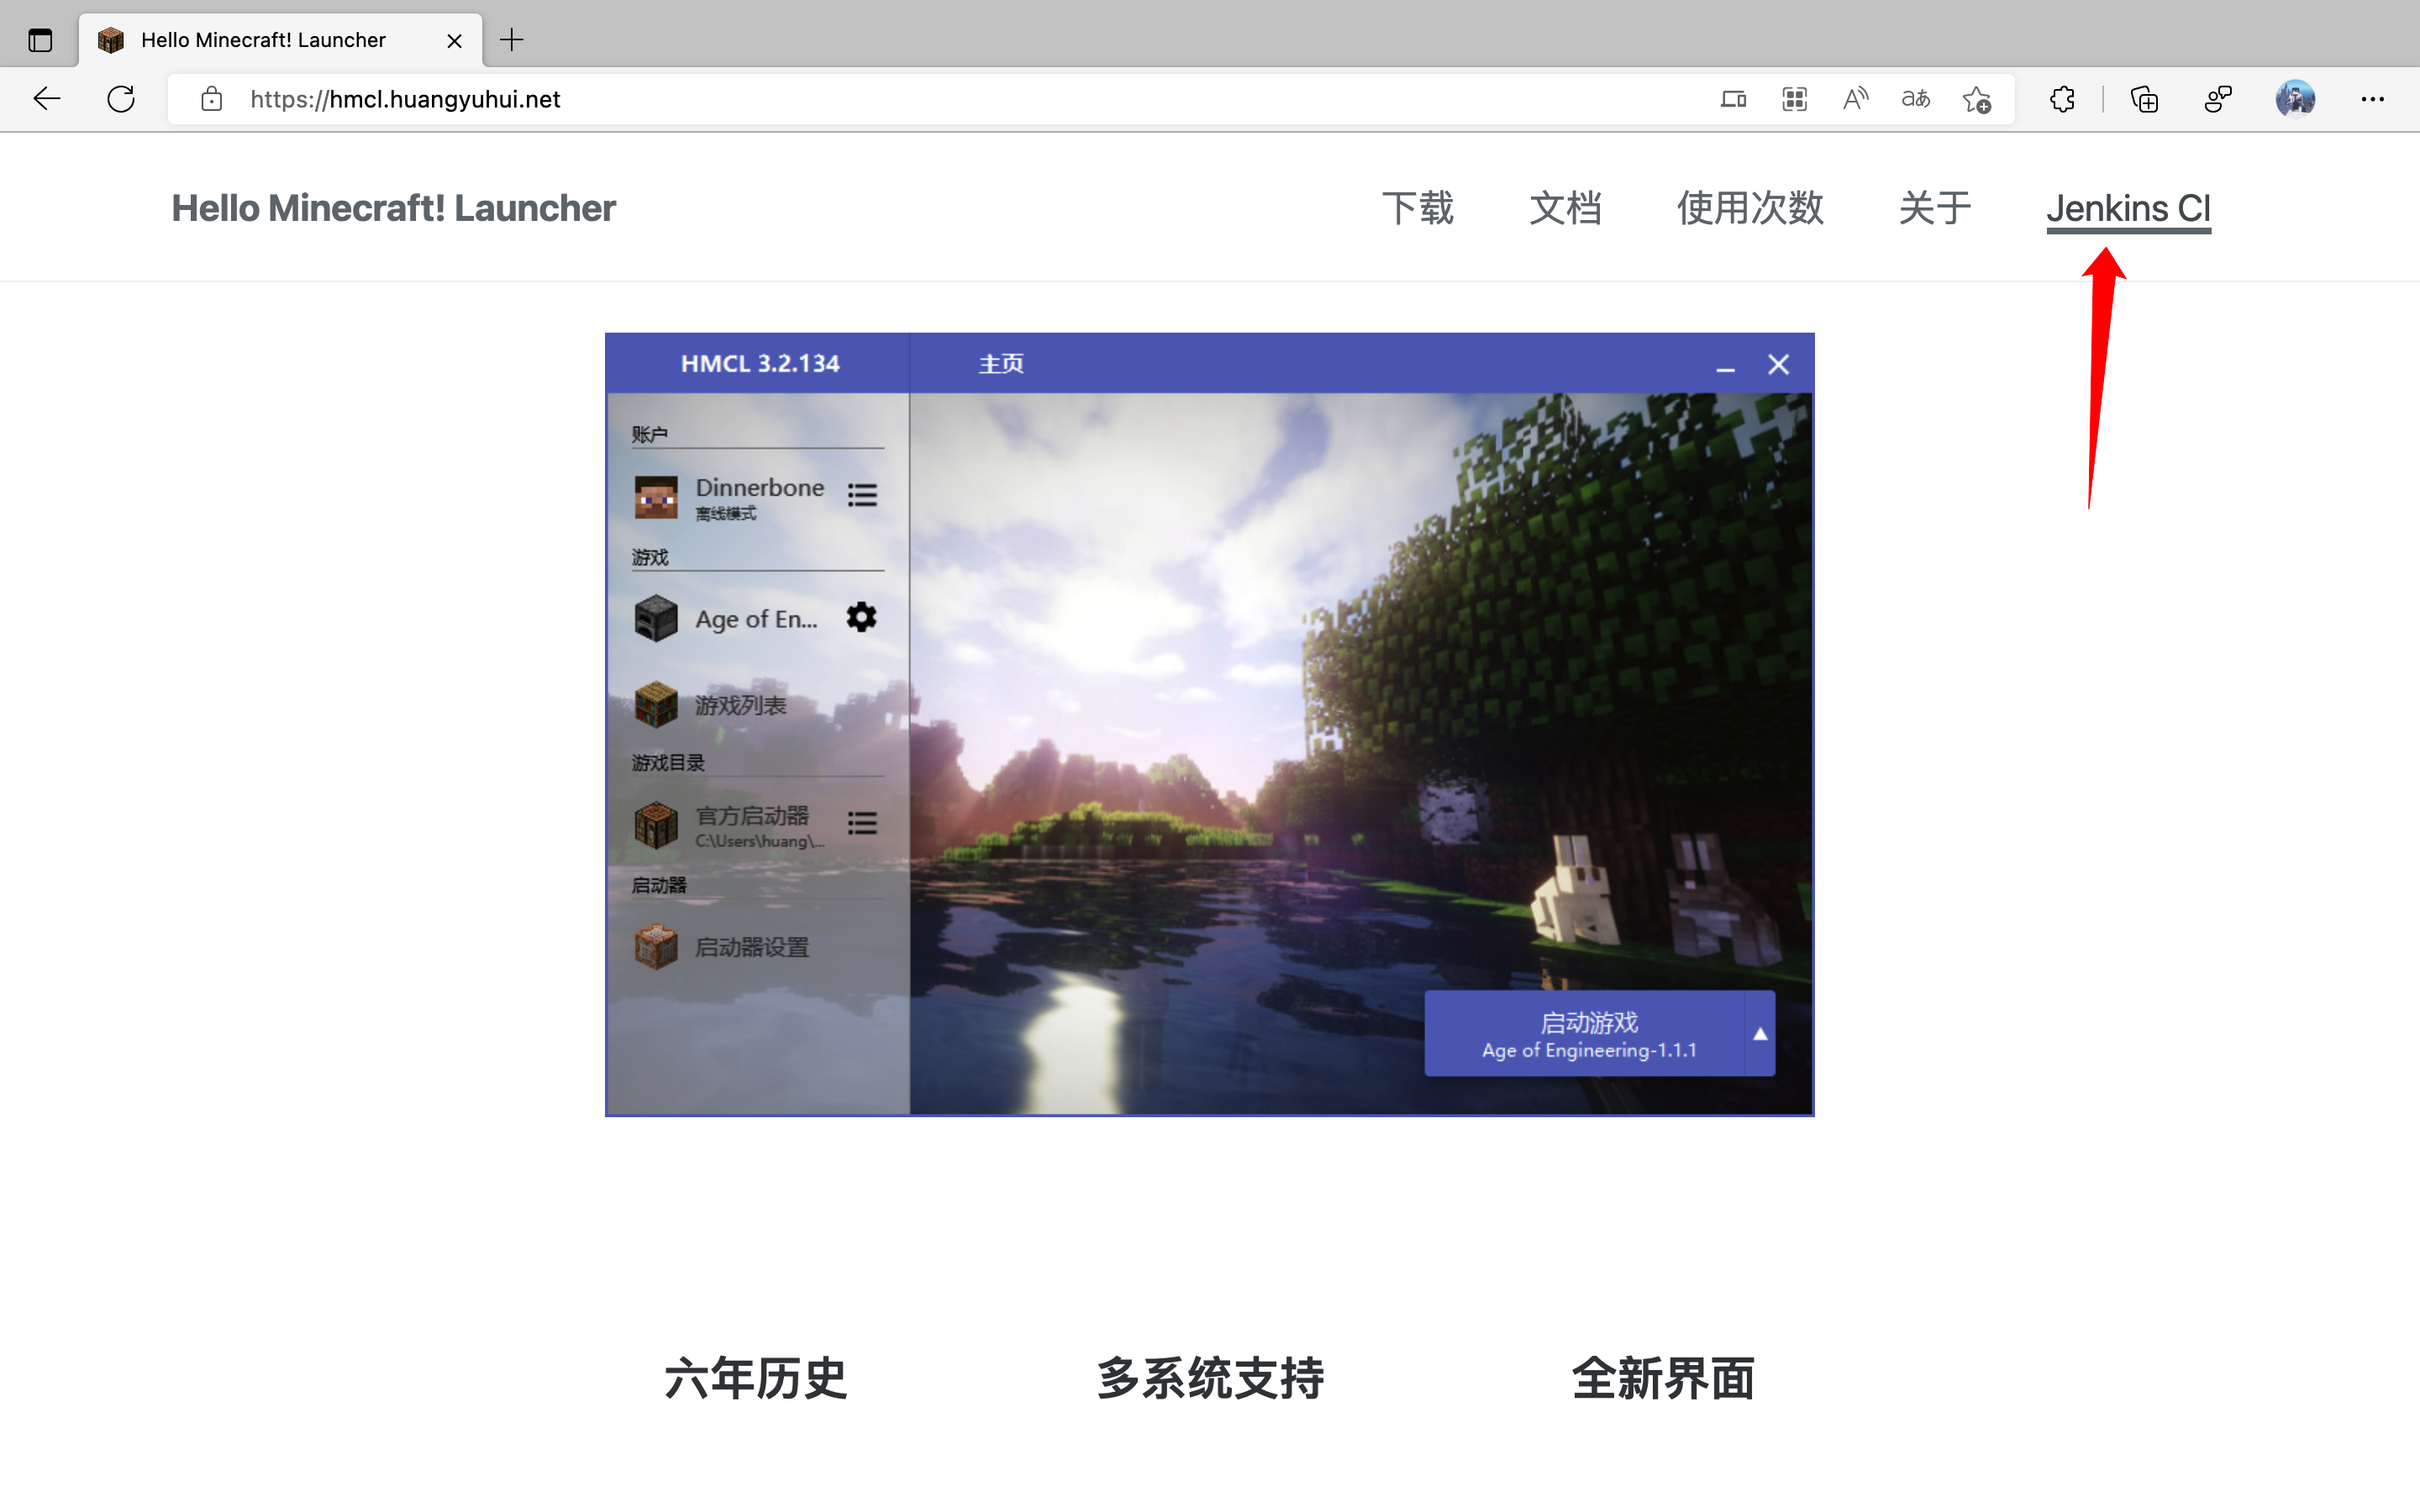 Hello Minecraft! Launcher
https://hmcl.huangyuhui.net
aあ
Hello Minecraft! Launcher
下载
文档
使用次数
关于
Jenkins CI
HMCL 3.2.134
主页
账户
Dinnerbone
离线模式
游戏
Age of En...
游戏列表
游戏目录
官方启动器
C:\Users\huang\...
启动器
启动器设置
启动游戏
Age of Engineering-1.1.1
六年历史
多系统支持
全新界面